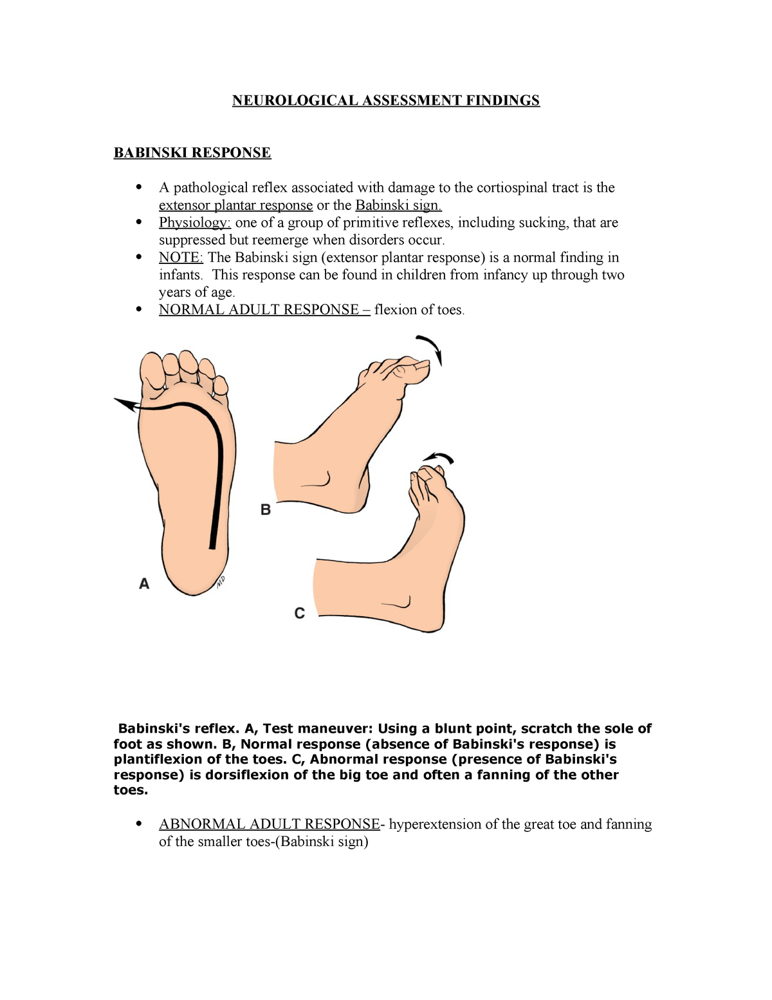 NEUROLOGICAL ASSESSMENT FINDINGS
BABINSKI RESPONSE
• A pathological reflex associated with damage to the cortiospinal tract is the
extensor plantar response or the Babinski sign.
• Physiology: one of a group of primitive reflexes, including sucking, that are
suppressed but reemerge when disorders occur.
• NOTE: The Babinski sign (extensor plantar response) is a normal finding in
infants.  This response can be found in children from infancy up through two
years of age.
• NORMAL ADULT RESPONSE – flexion of toes.
B
A
MD
C
Babinski's reflex. A, Test maneuver: Using a blunt point, scratch the sole of
foot as shown. B, Normal response (absence of Babinski's response) is
plantiflexion of the toes. C, Abnormal response (presence of Babinski's
response) is dorsiflexion of the big toe and often a fanning of the other
toes.
• ABNORMAL ADULT RESPONSE- hyperextension of the great toe and fanning
of the smaller toes-(Babinski sign)